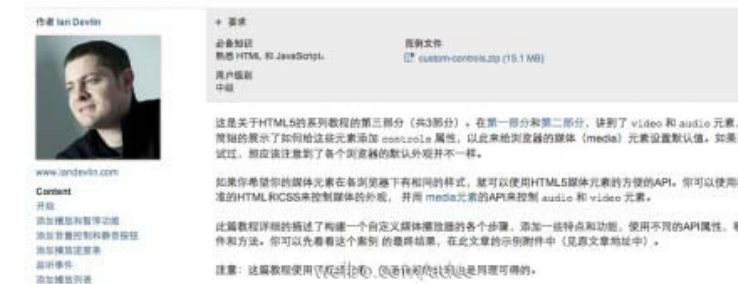 作者 Ian Devlin
www.iandevlin.com
Content
开始
添加播放和暂停功能
添加音量控制和静音按钮
添加播放进度条
监听事件
添加播放列表
+ 要求
必备知识
熟悉 HTML 和 JavaScript。
用户级别
中级
范例文件
custom-controls.zip (15.1 MB)
这是关于HTML5的系列教程的第三部分（共3部分）。在第一部分和第二部分，讲到了 video 和 audio 元素，
简短的展示了如何给这些元素添加 controls 属性，以此来给浏览器的媒体（media）元素设置默认值。如果
试过，那应该注意到了各个浏览器的默认外观并不一样。
如果你希望你的媒体元素在各浏览器下有相同的样式，就可以使用HTML5媒体元素的方便的API。你可以使用
准的HTML和CSS来控制媒体的外观， 并用 media元素的API来控制 audio 和 video 元素。
此篇教程详细的描述了构建一个自定义媒体播放器的各个步骤，添加一些特点和功能，使用不同的API属性，
件和方法。你可以先看看这个案例 的最终结果，在此文章的示例附件中（见原文章地址中）。
注意：这篇教程使用 是同理可得的。